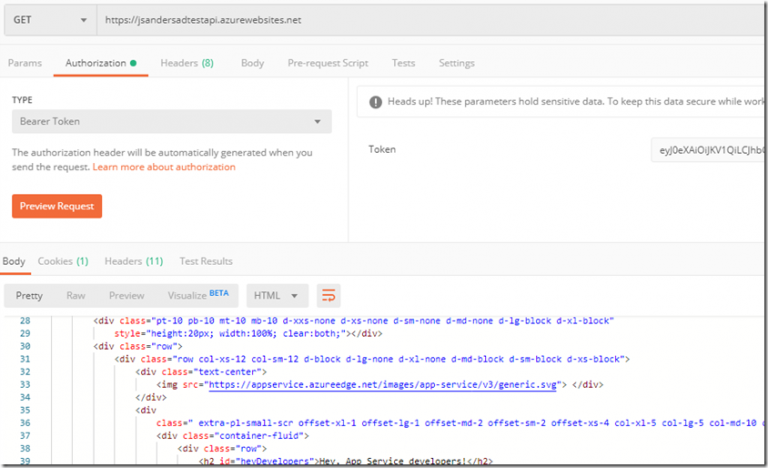 GET https://jsandersadtestapi.azurewebsites.net
Params Authorization Headers (8) Body Pre-request Script Tests Settings
TYPE
Bearer Token
The authorization header will be automatically generated when you
send the request. Learn more about authorization
Preview Request
Heads up! These parameters hold sensitive data. To keep this data secure while work
Token eyJ0eXAiOiJKV1QiLCJhb
Body Cookies (1) Headers (11) Test Results
Pretty Raw Preview Visualize BETA HTML
28 <div class="pt-10 pb-10 mt-10 mb-10 d-xxs-none d-xs-none d-sm-none d-md-none d-lg-block d-xl-block"
29 style="height:20px; width:100%; clear:both;"></div>
30 <div class="row">
31 <div class="row col-xs-12 col-sm-12 d-block d-lg-none d-xl-none d-md-block d-sm-block d-xs-block">
32 <div class="text-center">
33 <img src="https://appservice.azureedge.net/images/app-service/v3/generic.svg"> </div>
34 </div>
35 <div
36 class=" extra-pl-small-scr offset-xl-1 offset-lg-1 offset-md-2 offset-sm-2 offset-xs-4 col-xl-5 col-lg-5 col-md-10
37 <div class="container-fluid">
38 <div class="row">
39 <h2 id="heyDevelopers">Hey, App Service developers!</h2>